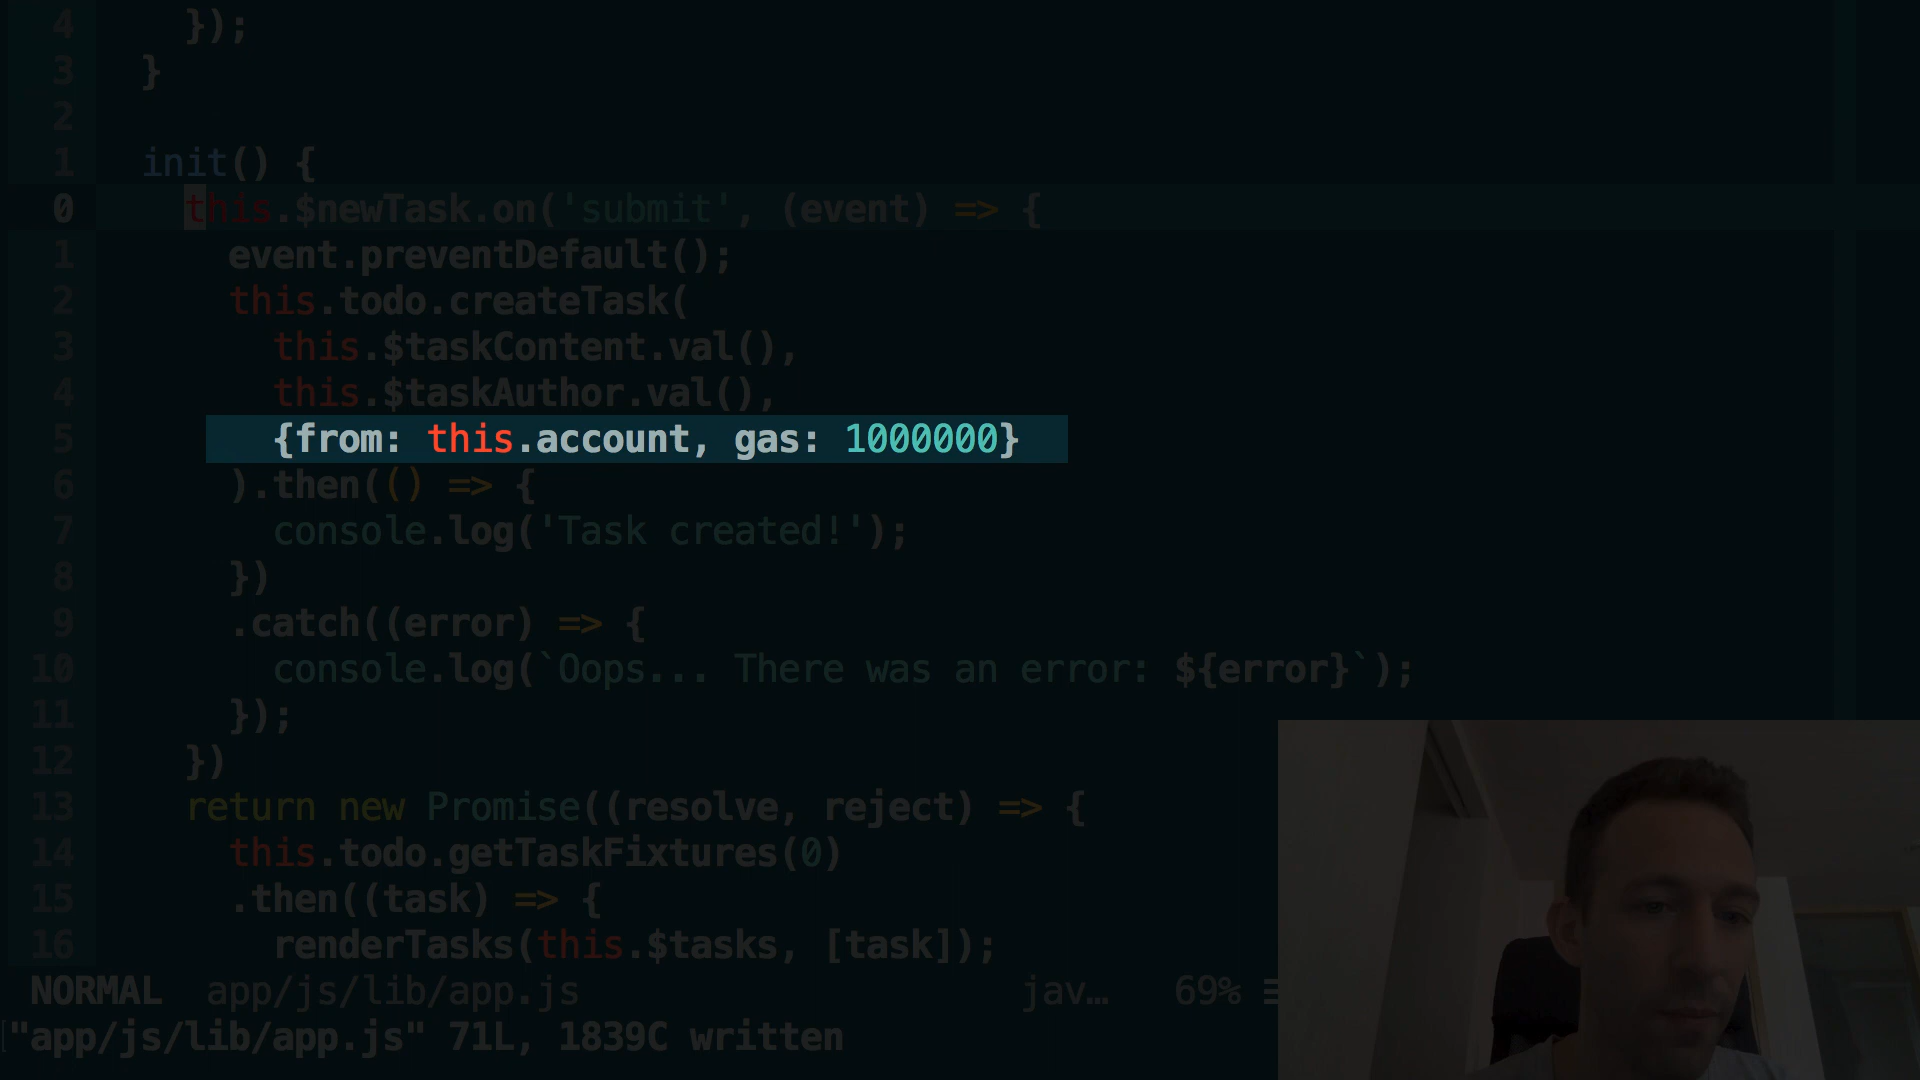 4 });
3 }
2
1 init() {
0 this.$newTask.on('submit', (event) => {
1 event.preventDefault();
2 this.todo.createTask(
3 this.$taskContent.val(),
4 this.$taskAuthor.val(),
5 {from: this.account, gas: 1000000}
6 ).then(() => {
7 console.log('Task created!');
8 })
9 .catch((error) => {
10 console.log(`Oops... There was an error: ${error}`);
11 });
12 })
13 return new Promise((resolve, reject) => {
14 this.todo.getTaskFixtures(0)
15 .then((task) => {
16 renderTasks(this.$tasks, [task]);
NORMAL app/js/lib/app.js jav… 69% ≡
"app/js/lib/app.js" 71L, 1839C written